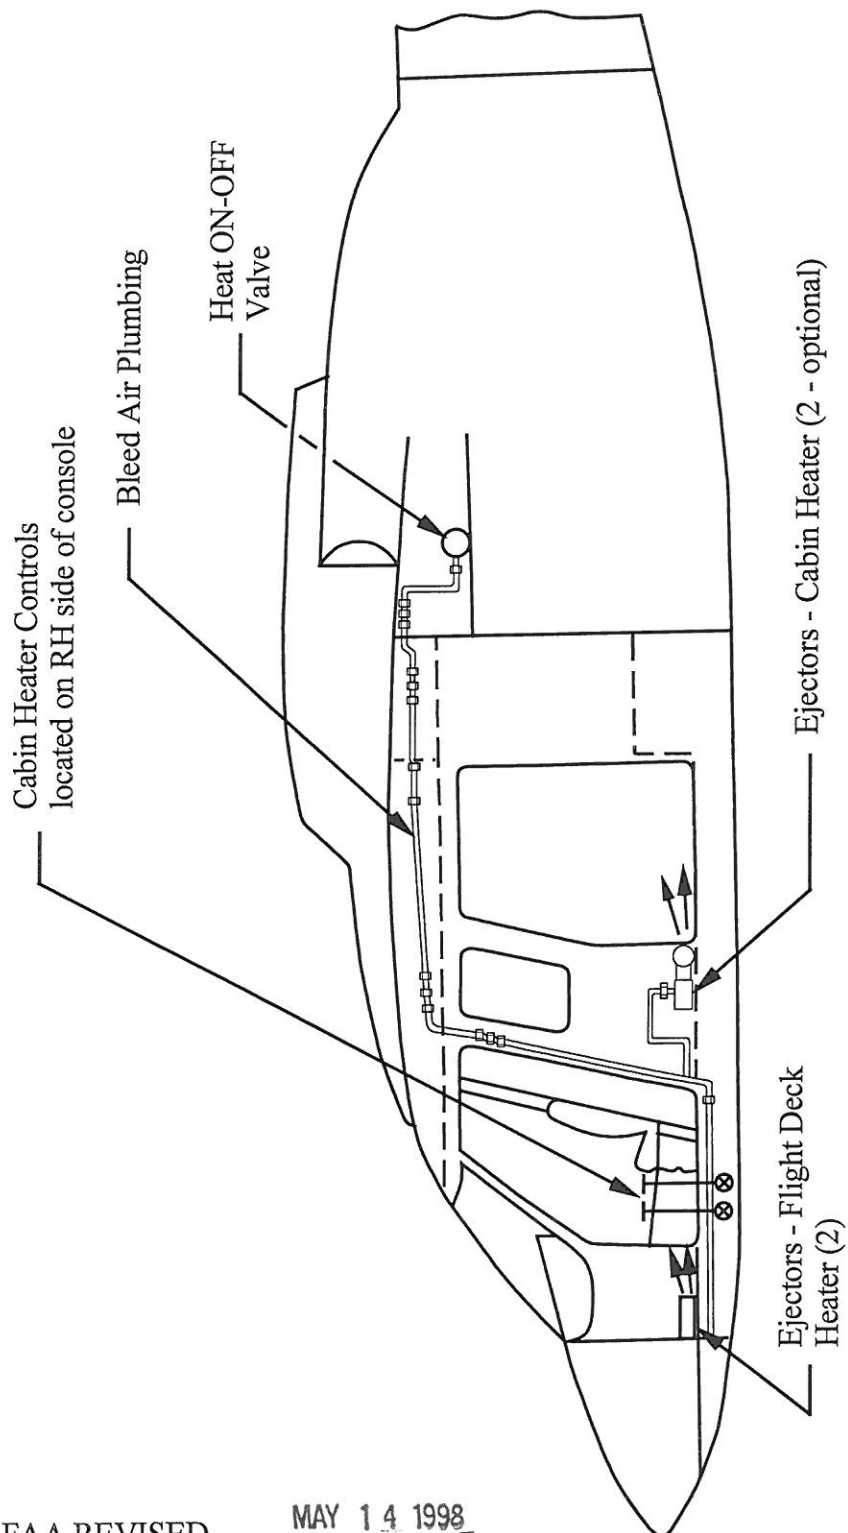 Cabin Heater Controls
located on RH side of console
Bleed Air Plumbing
Heat ON-OFF
Valve
Ejectors - Cabin Heater (2 - optional)
Ejectors - Flight Deck
Heater (2)
FAA REVISED
MAY 14 1998